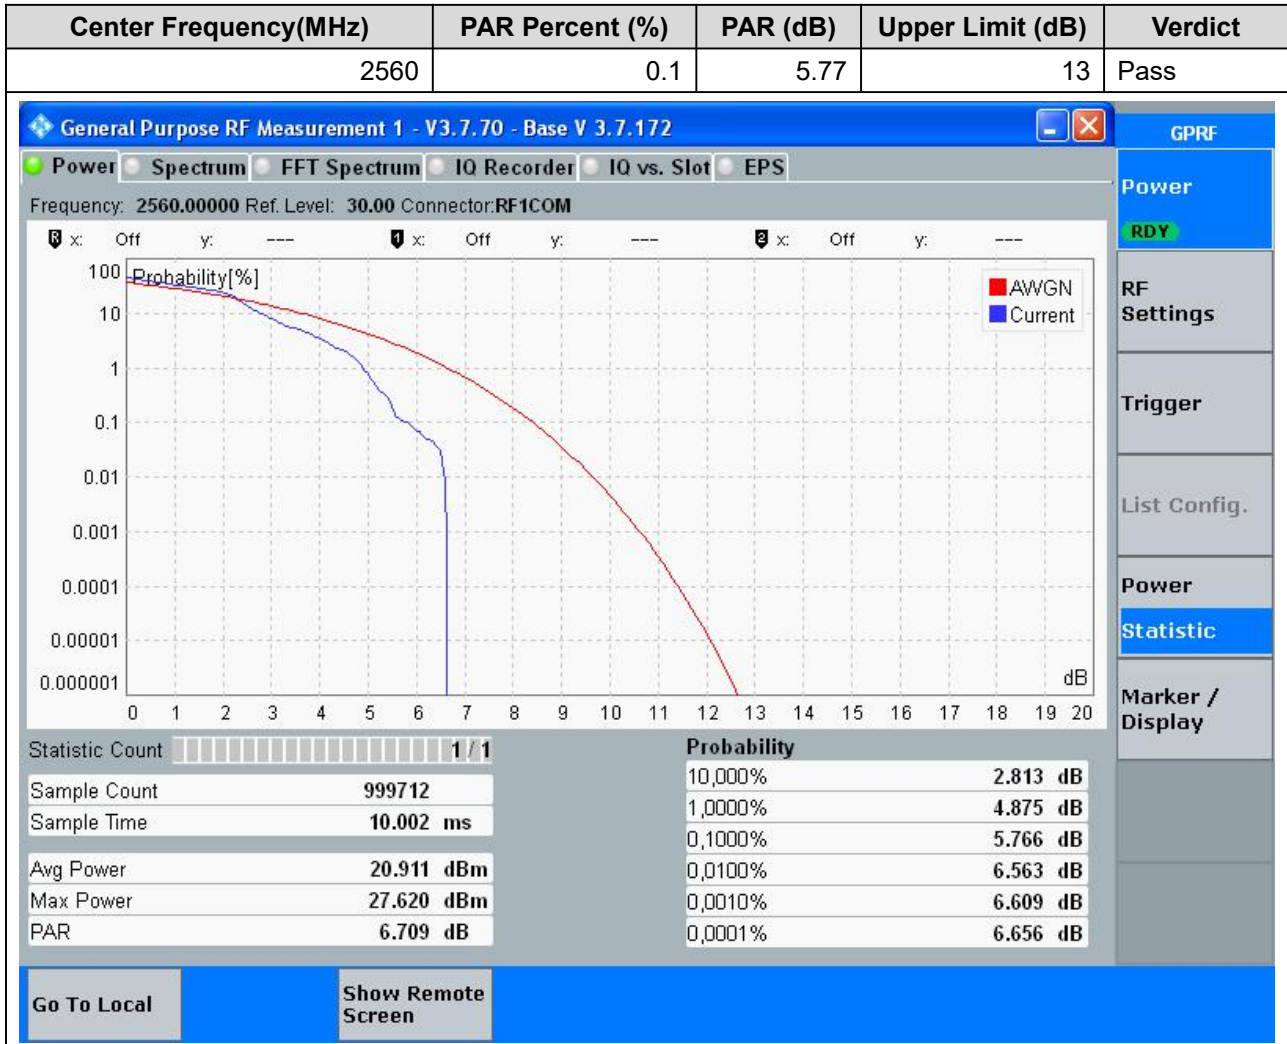 Center Frequency(MHz) PAR Percent (%) PAR (dB) Upper Limit (dB) Verdict
2560 0.1 5.77 13 Pass
General Purpose RF Measurement 1 - V3.7.70 - Base V 3.7.172
GPRF
Power Spectrum FFT Spectrum IQ Recorder IQ vs. Slot EPS
Frequency: 2560.00000 Ref. Level: 30.00 Connector:RF1COM
R x: Off y: --- 1 x: Off y: --- 2 x: Off y: ---
Power
RDY
RF
Settings
Trigger
List Config.
Power
Statistic
Marker /
Display
Probability[%]
AWGN
Current
100
10
1
0.1
0.01
0.001
0.0001
0.00001
0.000001
dB
0 1 2 3 4 5 6 7 8 9 10 11 12 13 14 15 16 17 18 19 20
Statistic Count 1 / 1
Sample Count 999712
Sample Time 10.002 ms
Avg Power 20.911 dBm
Max Power 27.620 dBm
PAR 6.709 dB
Probability
10,000% 2.813 dB
1,0000% 4.875 dB
0,1000% 5.766 dB
0,0100% 6.563 dB
0,0010% 6.609 dB
0,0001% 6.656 dB
Go To Local
Show Remote
Screen